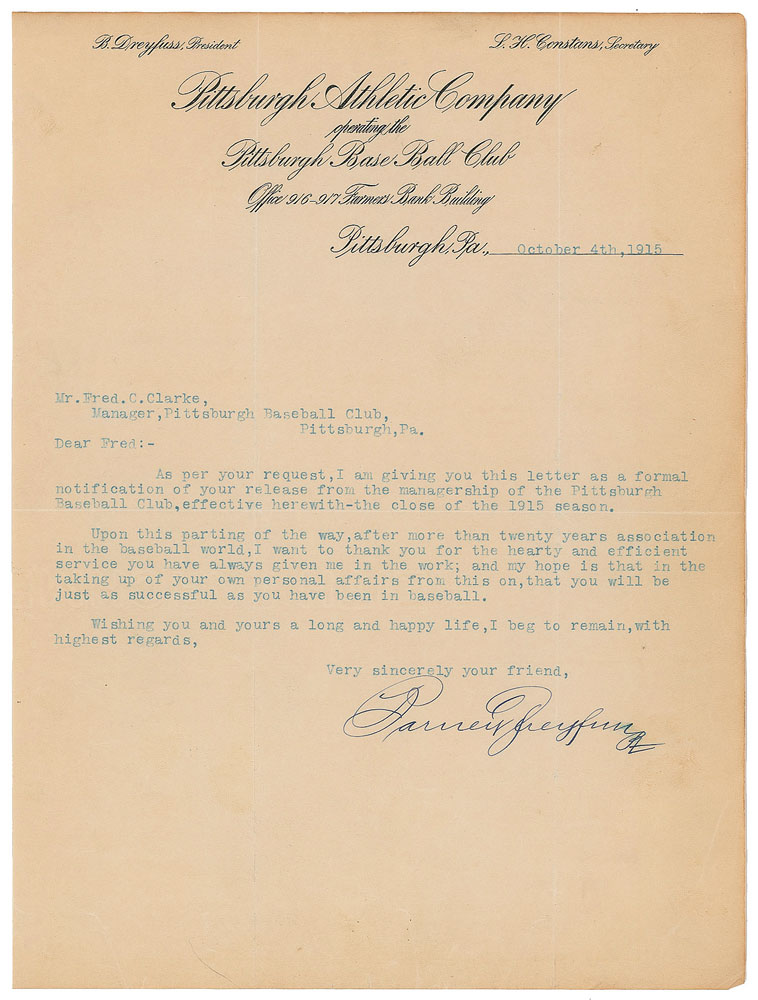 B. Dreyfuss, President
L. H. Constans, Secretary
Pittsburgh Athletic Company
operating the
Pittsburgh Base Ball Club
Office 916-917 Farmers Bank Building
Pittsburgh, Pa., October 4th,1915
Mr.Fred.C.Clarke,
Manager,Pittsburgh Baseball Club,
Pittsburgh,Pa.
Dear Fred:-
As per your request,I am giving you this letter as a formal
notification of your release from the managership of the Pittsburgh
Baseball Club,effective herewith-the close of the 1915 season.
Upon this parting of the way,after more than twenty years association
in the baseball world,I want to thank you for the hearty and efficient
service you have always given me in the work; and my hope is that in the
taking up of your own personal affairs from this on,that you will be
just as successful as you have been in baseball.
Wishing you and yours a long and happy life,I beg to remain,with
highest regards,
Very sincerely your friend,
Barney Dreyfuss